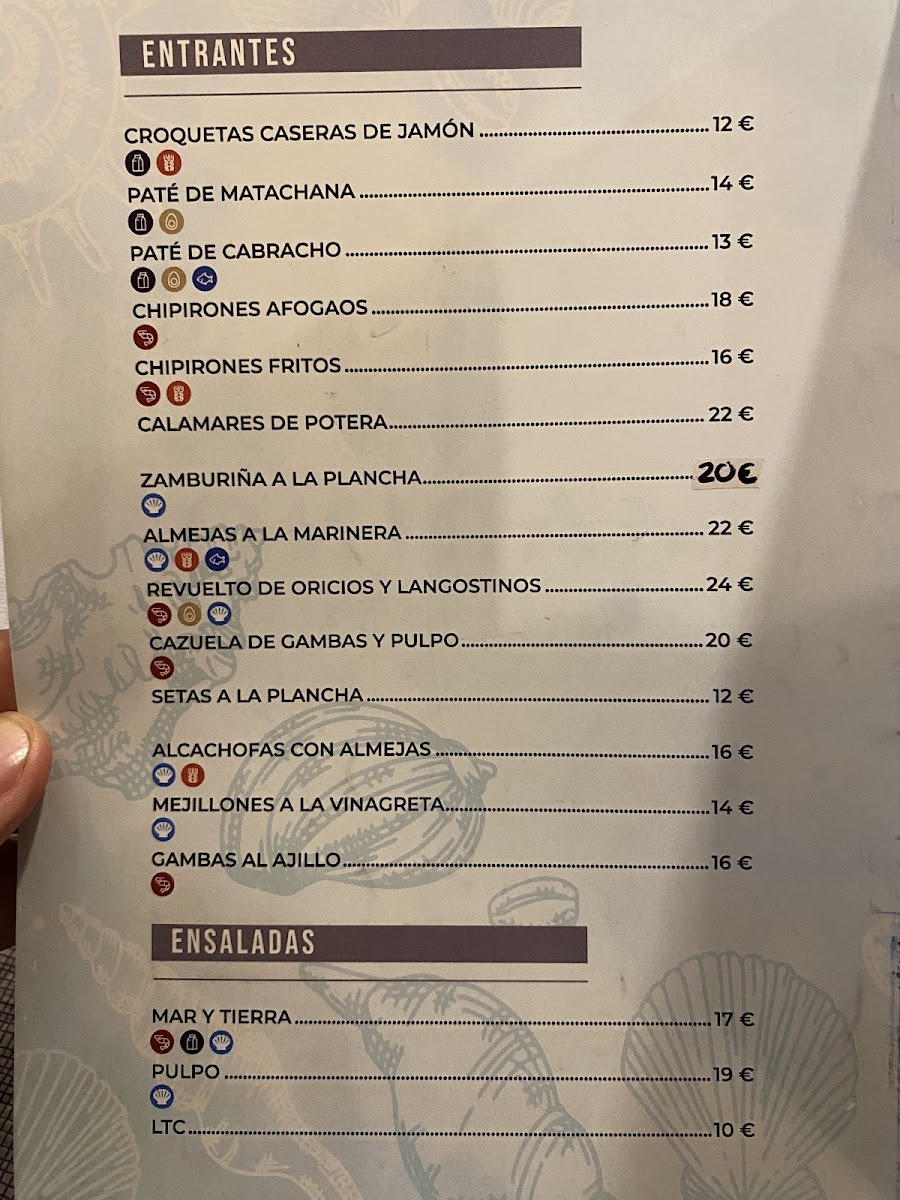 ENTRANTES
CROQUETAS CASERAS DE JAMÓN 12 €
PATÉ DE MATACHANA 14 €
PATÉ DE CABRACHO 13 €
CHIPIRONES AFOGAOS 18 €
CHIPIRONES FRITOS 16 €
CALAMARES DE POTERA 22 €
ZAMBURIÑA A LA PLANCHA 20€
ALMEJAS A LA MARINERA 22 €
REVUELTO DE ORICIOS Y LANGOSTINOS 24 €
CAZUELA DE GAMBAS Y PULPO 20 €
SETAS A LA PLANCHA 12 €
ALCACHOFAS CON ALMEJAS 16 €
MEJILLONES A LA VINAGRETA 14 €
GAMBAS AL AJILLO 16 €
ENSALADAS
MAR Y TIERRA 17 €
PULPO 19 €
LTC 10 €